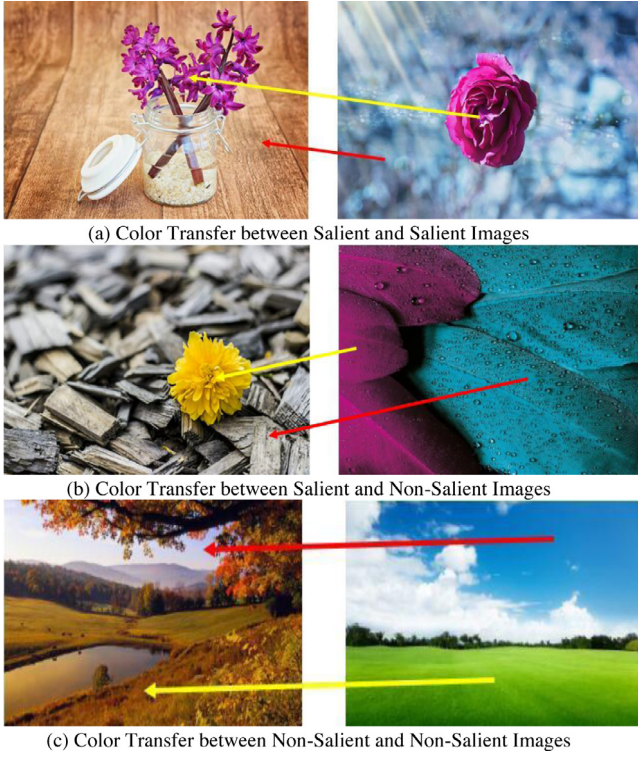 (a) Color Transfer between Salient and Salient Images
(b) Color Transfer between Salient and Non-Salient Images
(c) Color Transfer between Non-Salient and Non-Salient Images